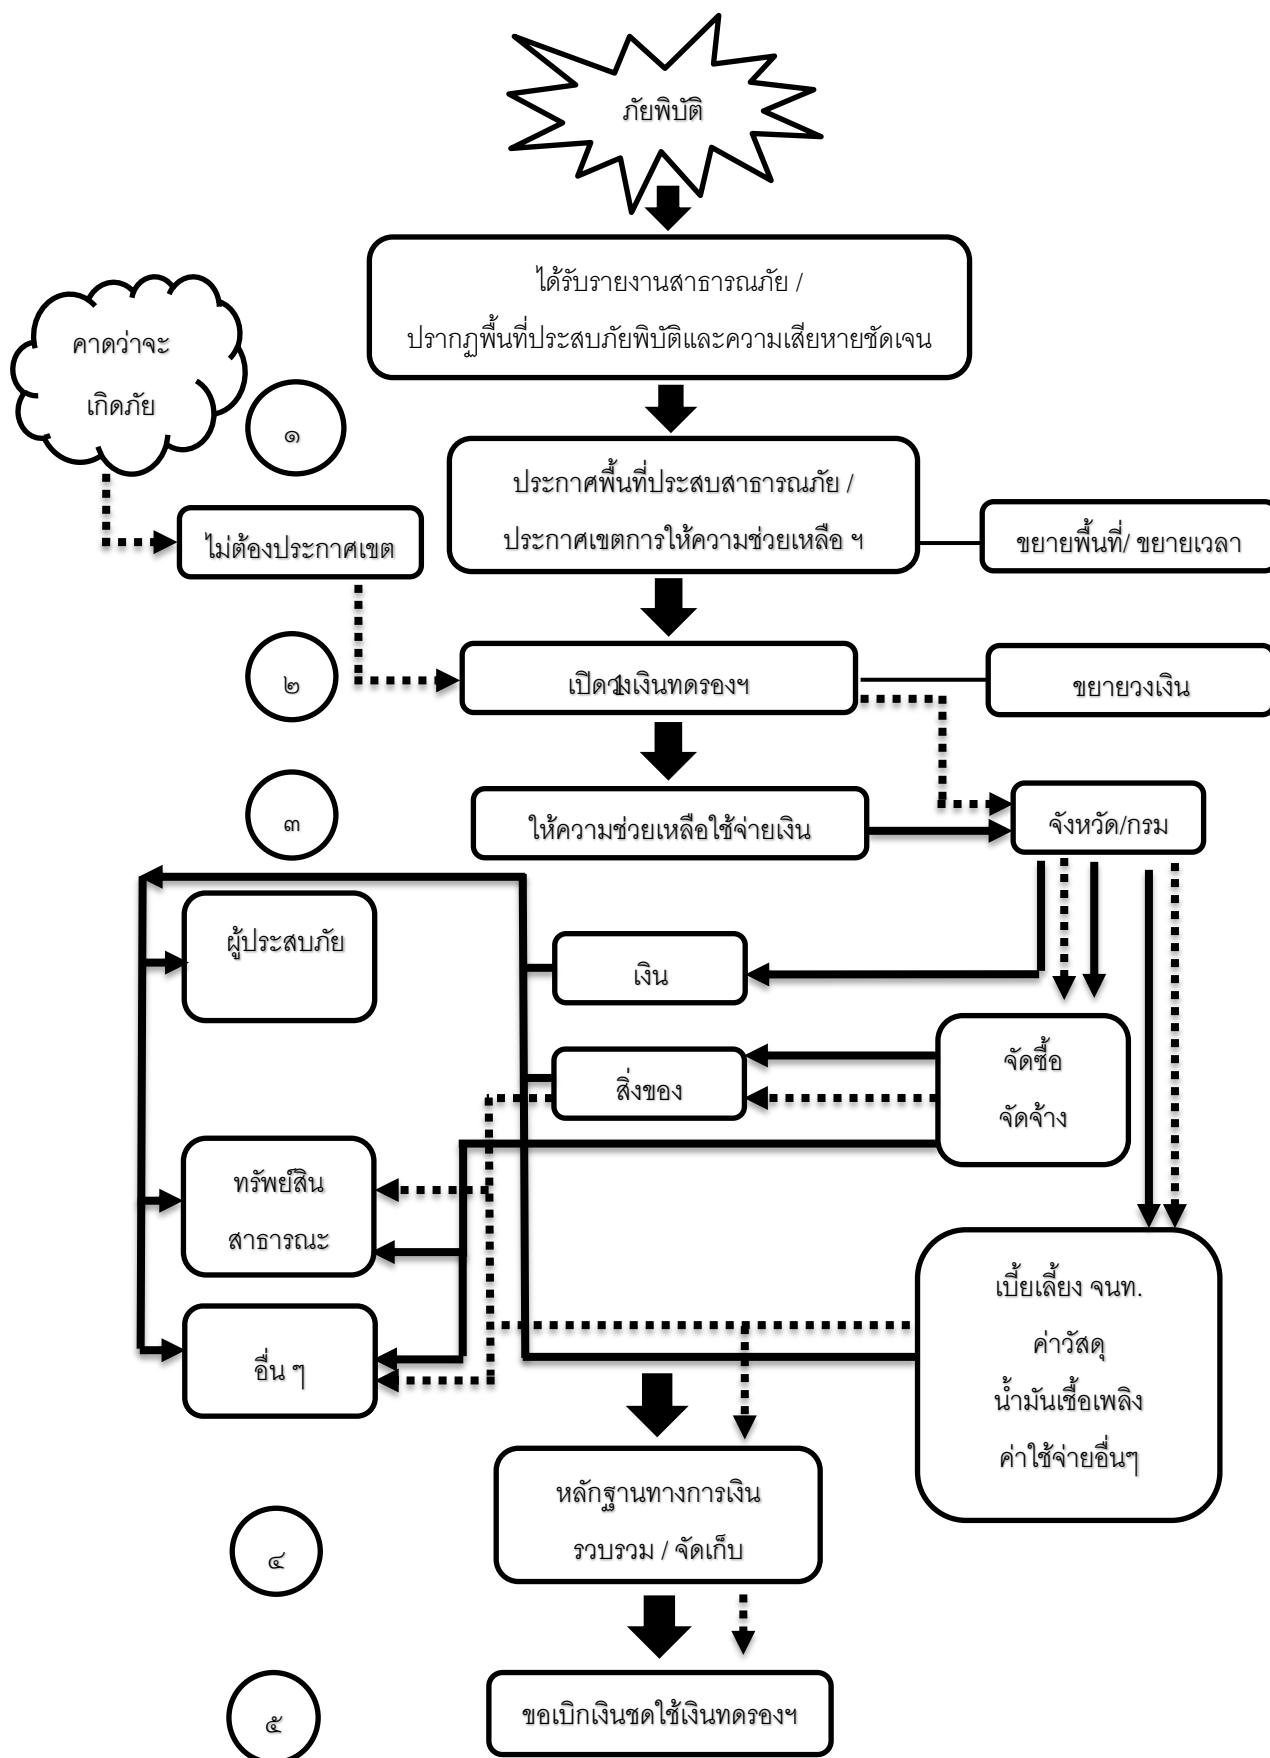 ภัยพิบัติ
ได้รับรายงานสาธารณภัย /
ปรากฏพื้นที่ประสบภัยพิบัติและความเสียหายชัดเจน
คาดว่าจะ
เกิดภัย
๑
ประกาศพื้นที่ประสบสาธารณภัย /
ประกาศเขตการให้ความช่วยเหลือ ฯ
ไม่ต้องประกาศเขต
ขยายพื้นที่/ ขยายเวลา
๒
เปิดวงเงินทดรองฯ
1
ขยายวงเงิน
๓
ให้ความช่วยเหลือใช้จ่ายเงิน
จังหวัด/กรม
ผู้ประสบภัย
เงิน
สิ่งของ
จัดซื้อ
จัดจ้าง
ทรัพย์สิน
สาธารณะ
อื่น ๆ
เบี้ยเลี้ยง จนท.
ค่าวัสดุ
น้ำมันเชื้อเพลิง
ค่าใช้จ่ายอื่นๆ
หลักฐานทางการเงิน
รวบรวม / จัดเก็บ
๔
ขอเบิกเงินชดใช้เงินทดรองฯ
๕